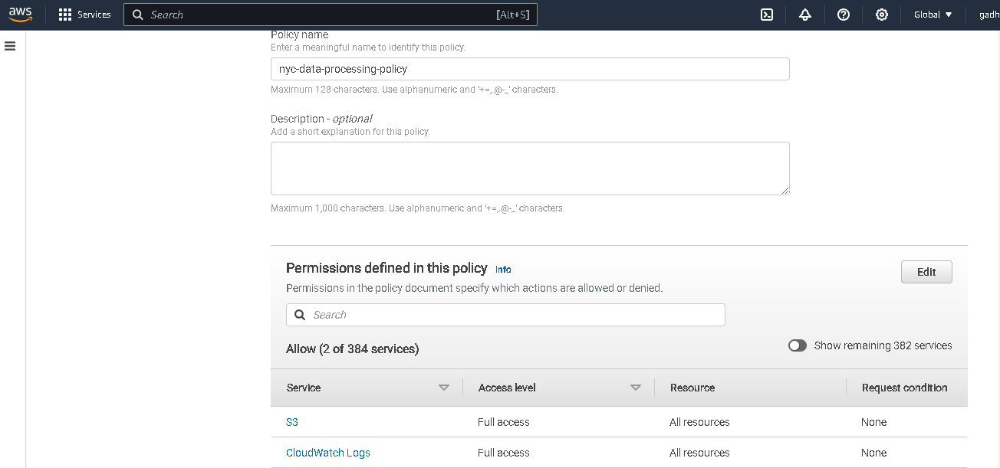 aws
Services
Search [Alt+S]
Global
gadh
Policy name
Enter a meaningful name to identify this policy.
nyc-data-processing-policy
Maximum 128 characters. Use alphanumeric and '+=,.@-_' characters.
Description - optional
Add a short explanation for this policy.
Maximum 1,000 characters. Use alphanumeric and '+=,.@-_' characters.
Permissions defined in this policy Info
Edit
Permissions in the policy document specify which actions are allowed or denied.
Search
Allow (2 of 384 services)
Show remaining 382 services
Service Access level Resource Request condition
S3 Full access All resources None
CloudWatch Logs Full access All resources None